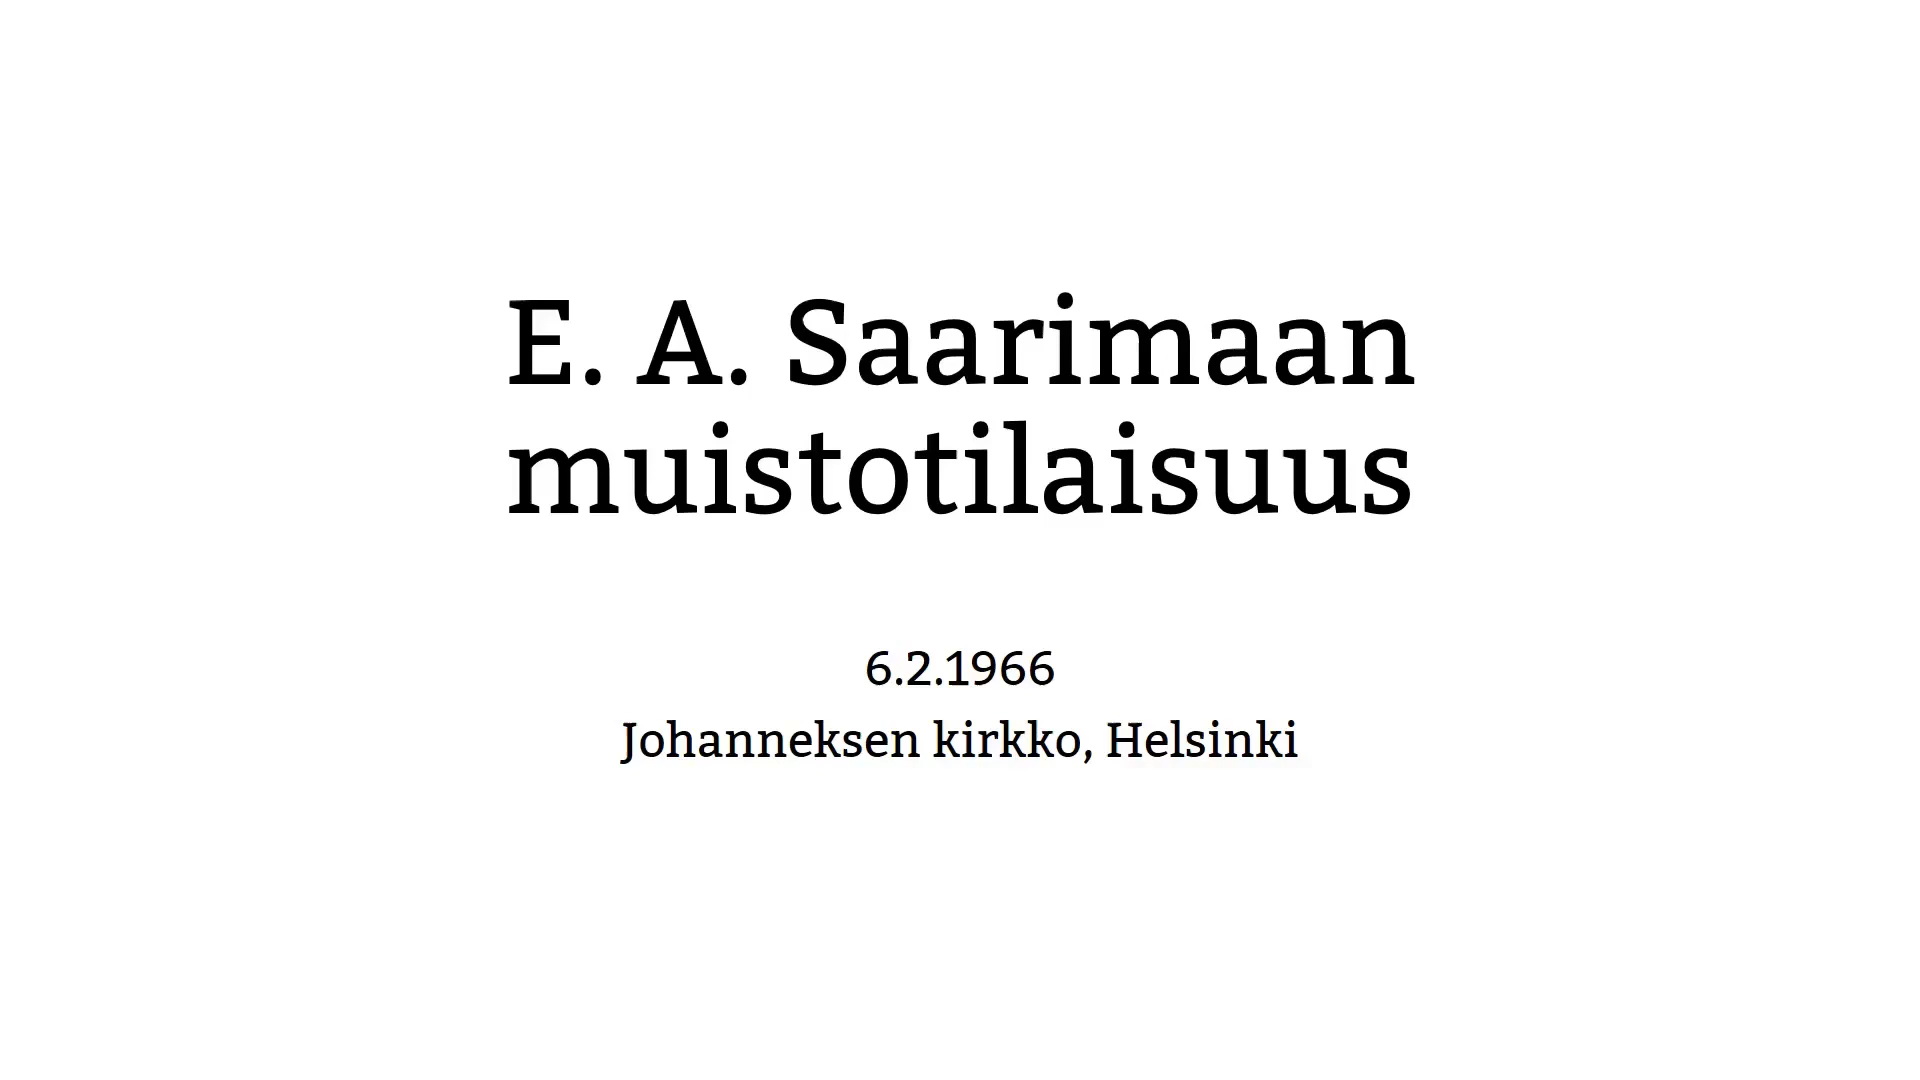 E. A. Saarimaan
muistotilaisuus
6.2.1966
Johanneksen kirkko, Helsinki